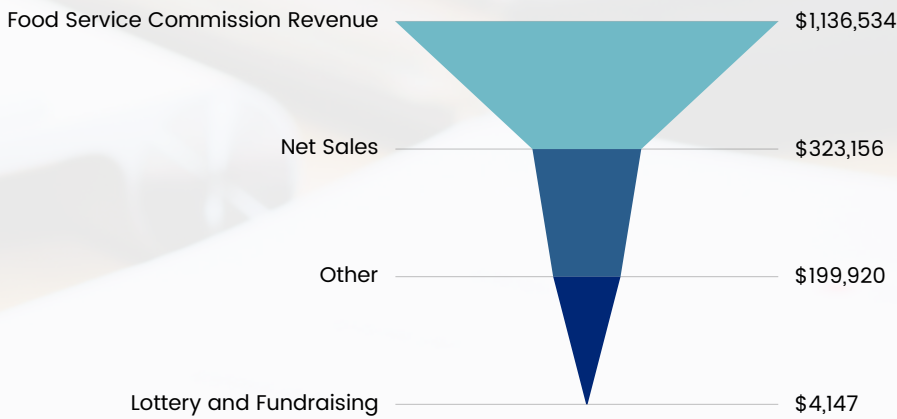 Food Service Commission Revenue $1,136,534
Net Sales $323,156
Other $199,920
Lottery and Fundraising $4,147